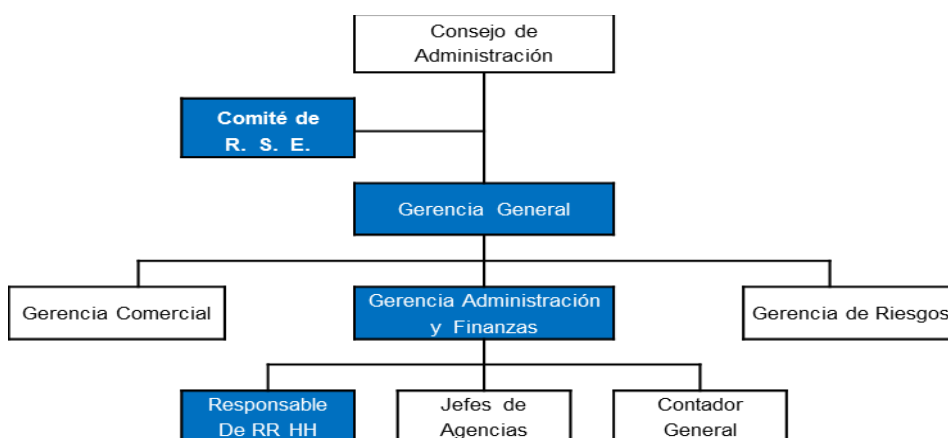 Consejo de
Administración
Comité de
R. S. E.
Gerencia General
Gerencia Comercial
Gerencia Administración
y Finanzas
Gerencia de Riesgos
Responsable
De RR HH
Jefes de
Agencias
Contador
General